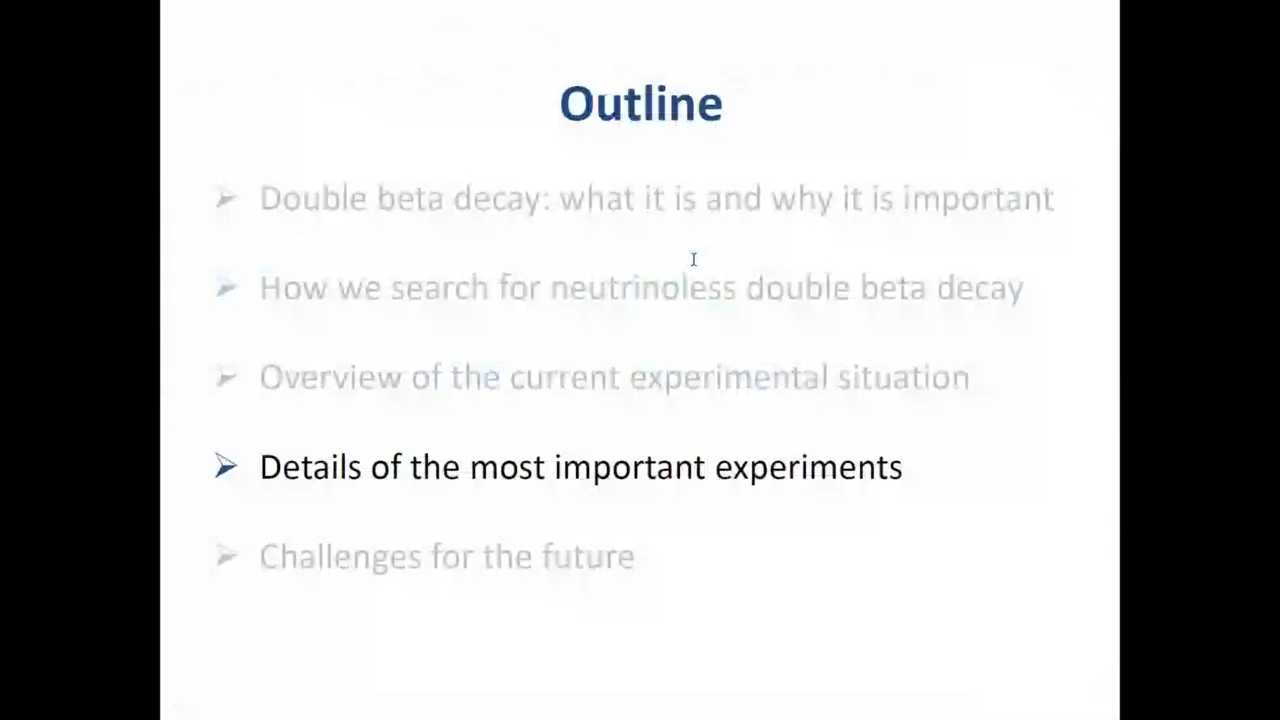 Outline
➢ Double beta decay: what it is and why it is important
➢ How we search for neutrinoless double beta decay
➢ Overview of the current experimental situation
➢ Details of the most important experiments
➢ Challenges for the future